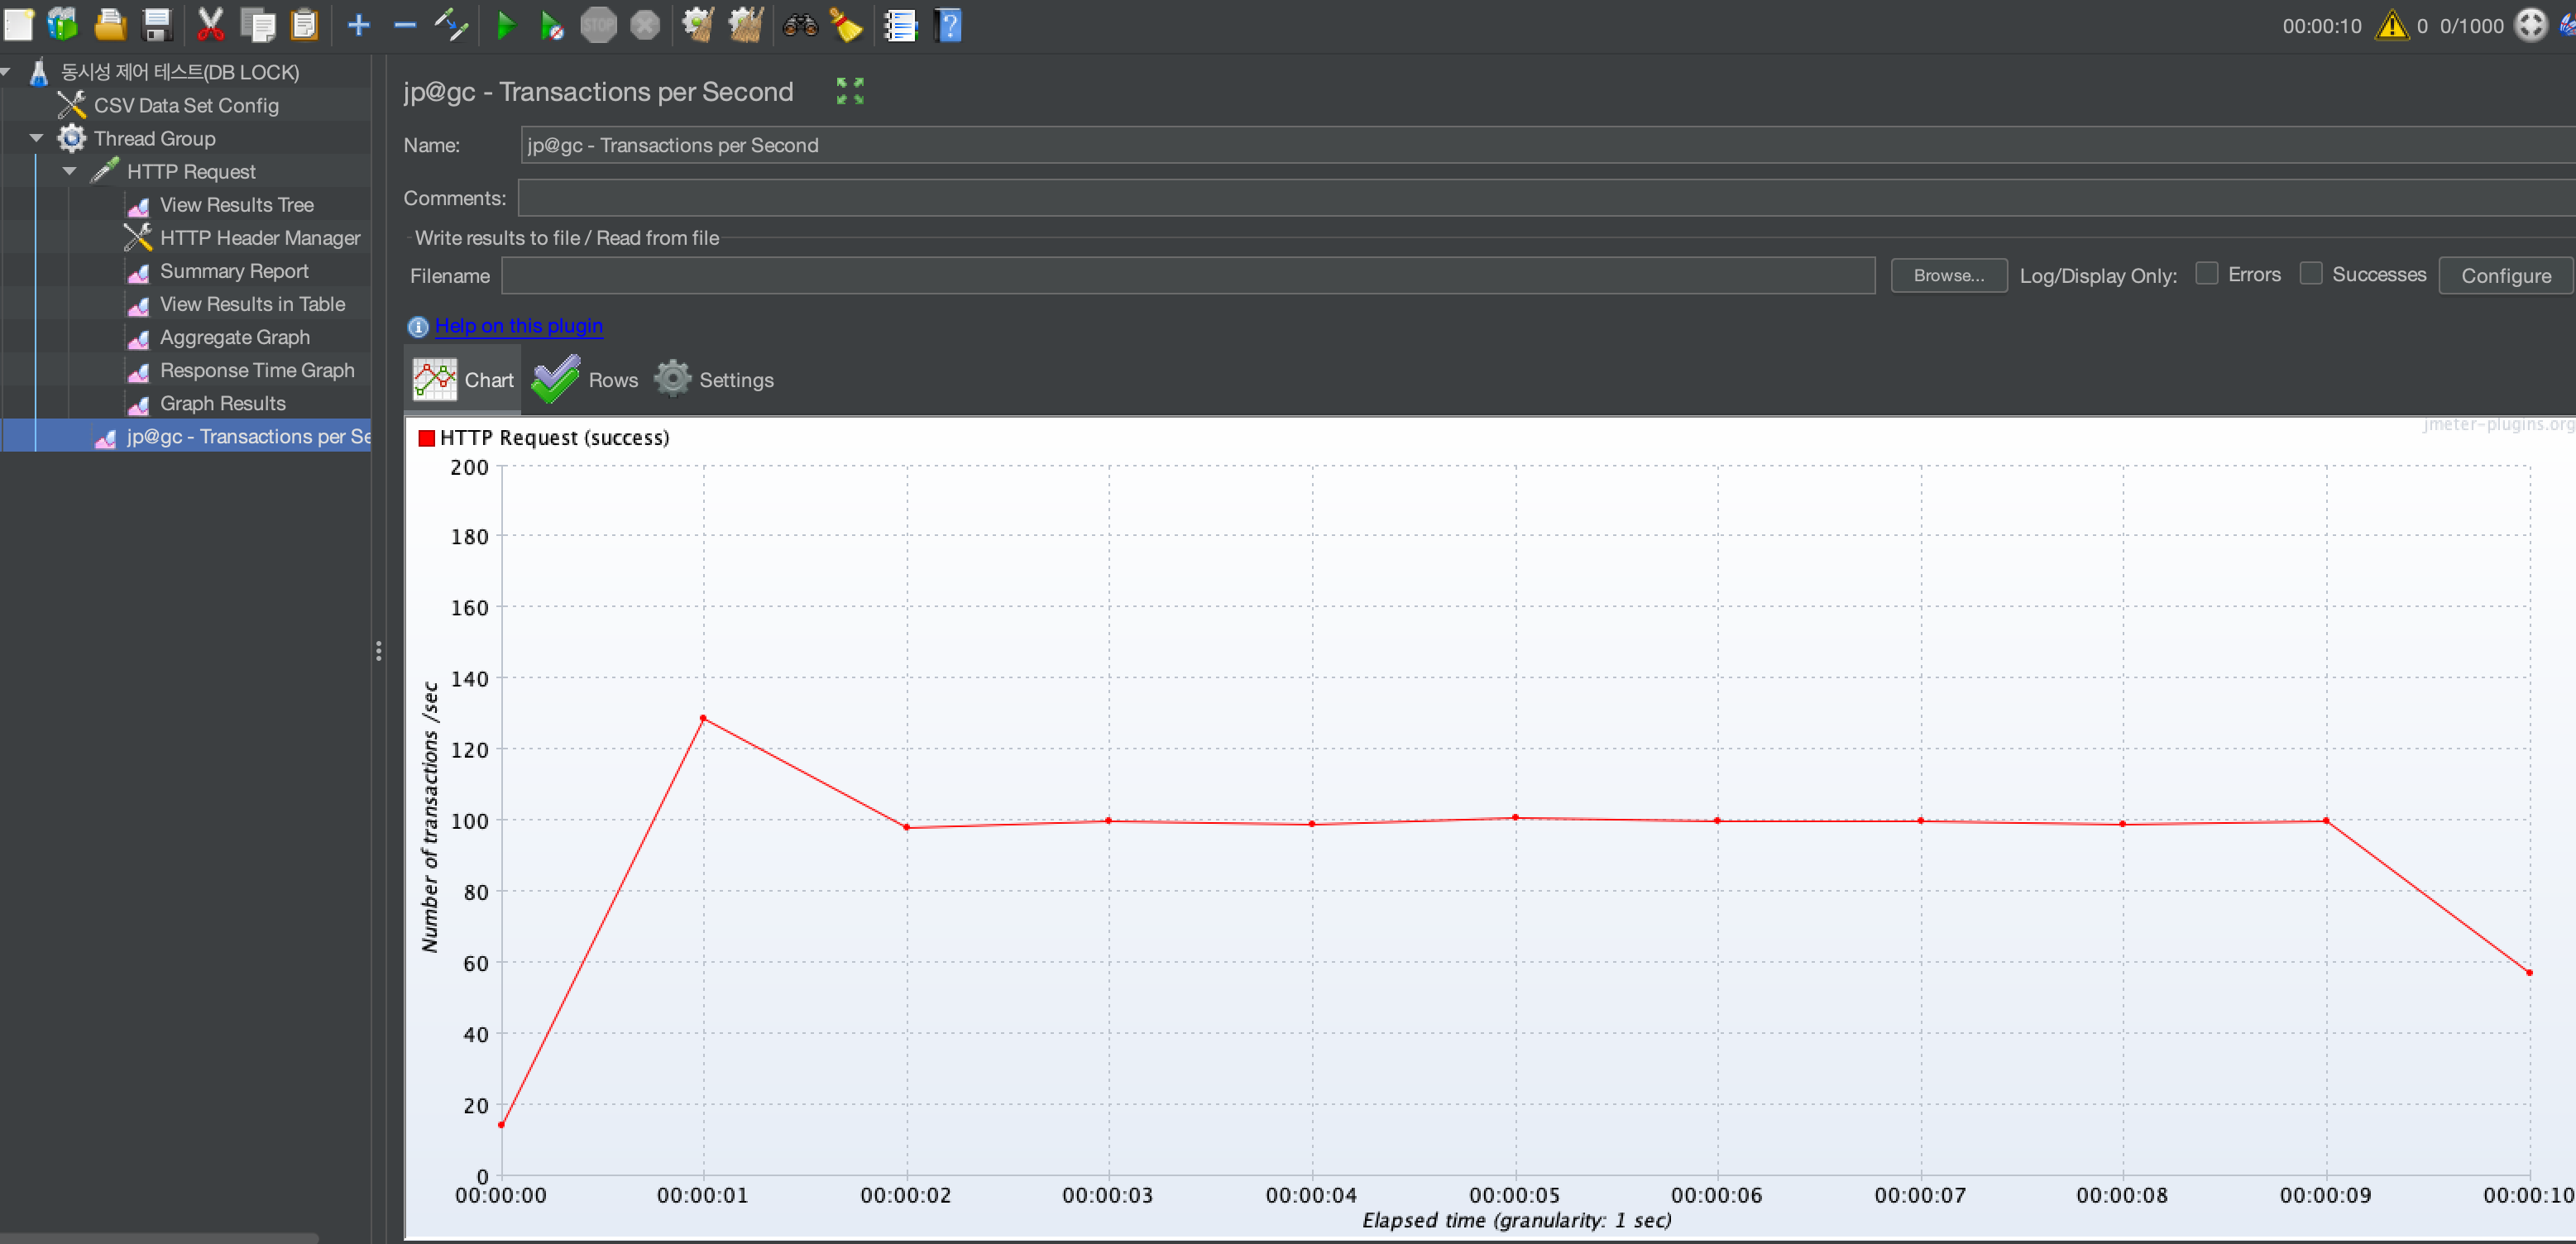 STOP
?
00:00:10
0
0/1000
동시성 제어 테스트(DB LOCK)
CSV Data Set Config
Thread Group
HTTP Request
View Results Tree
HTTP Header Manager
Summary Report
View Results in Table
Aggregate Graph
Response Time Graph
Graph Results
jp@gc - Transactions per Se
jp@gc - Transactions per Second
Name:
jp@gc - Transactions per Second
Comments:
Write results to file / Read from file
Filename
Browse...
Log/Display Only:
Errors
Successes
Configure
Help on this plugin
Chart
Rows
Settings
HTTP Request (success)
jmeter-plugins.org
200
180
160
140
120
100
80
60
40
20
0
Number of transactions /sec
00:00:00
00:00:01
00:00:02
00:00:03
00:00:04
00:00:05
00:00:06
00:00:07
00:00:08
00:00:09
00:00:10
Elapsed time (granularity: 1 sec)